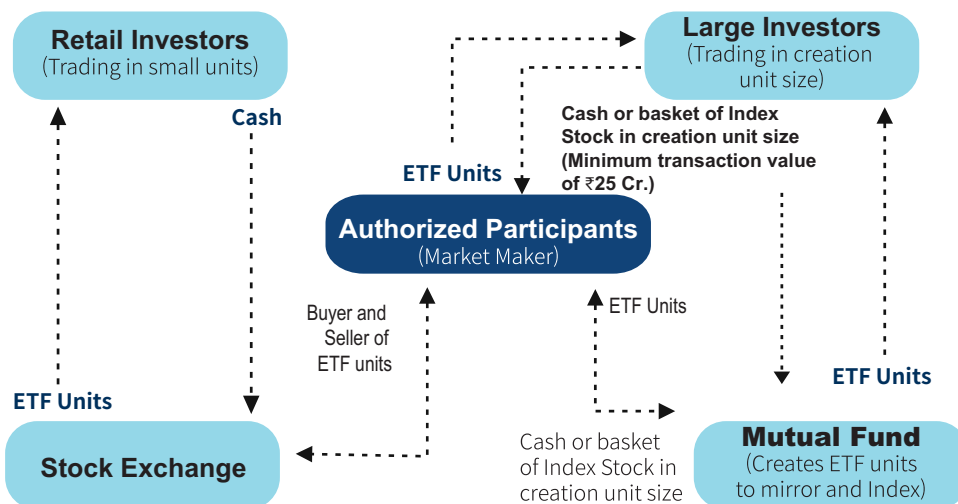 Retail Investors
(Trading in small units)
Large Investors
(Trading in creation
unit size)
Cash
Cash or basket of Index
Stock in creation unit size
(Minimum transaction value
of ₹25 Cr.)
ETF Units
Authorized Participants
(Market Maker)
Buyer and
Seller of
ETF units
ETF Units
ETF Units
ETF Units
Stock Exchange
Cash or basket
of Index Stock in
creation unit size
Mutual Fund
(Creates ETF units
to mirror and Index)